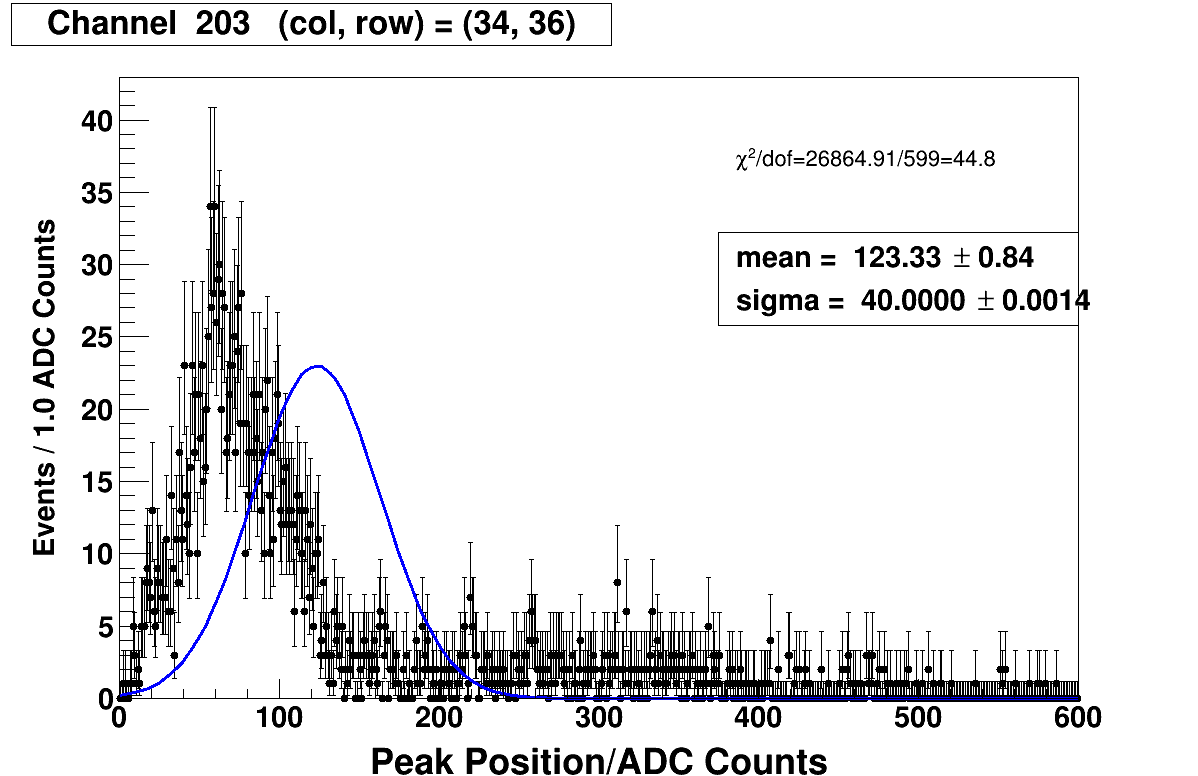 Channel 203 (col, row) = (34, 36)
χ²/dof=26864.91/599=44.8
mean = 123.33 ± 0.84
sigma = 40.0000 ± 0.0014
Events / 1.0 ADC Counts
40
35
30
25
20
15
10
5
0
0 100 200 300 400 500 600
Peak Position/ADC Counts